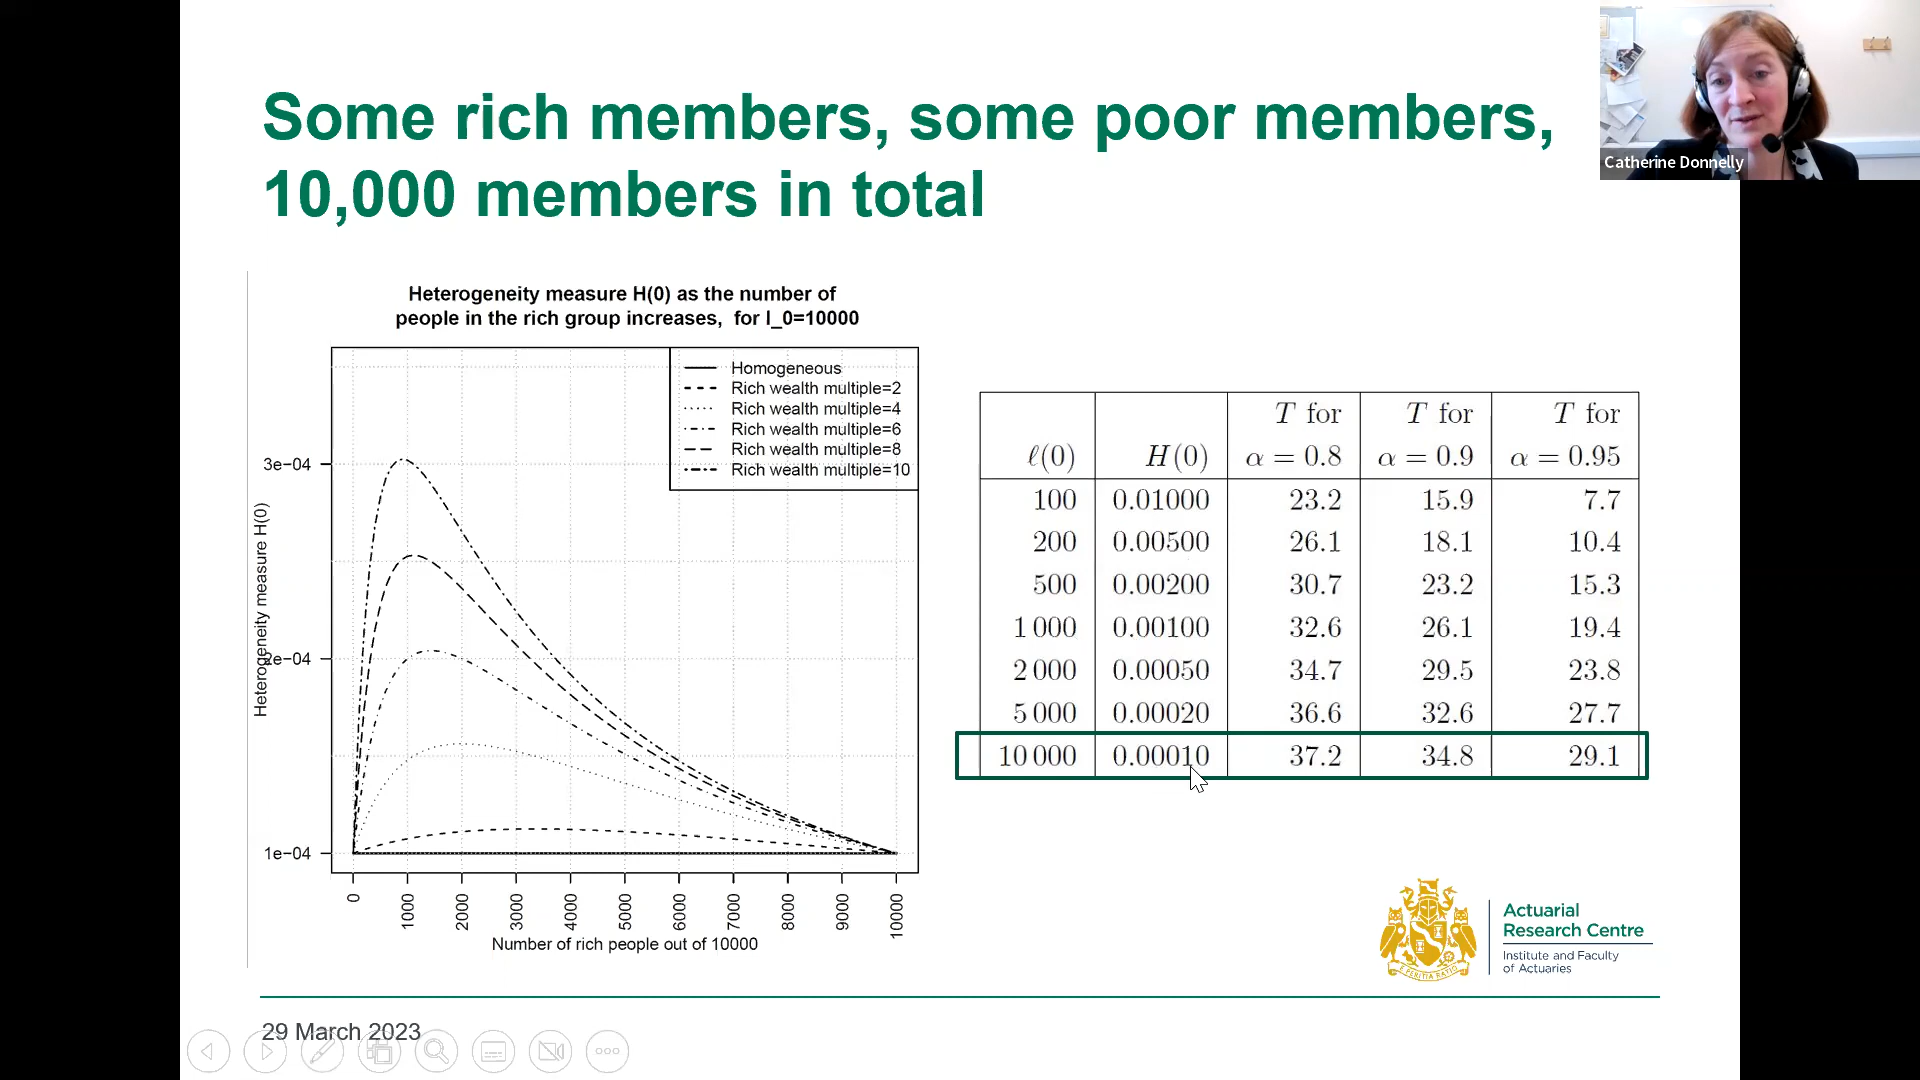 Some rich members, some poor members,
10,000 members in total
Catherine Donnelly
Heterogeneity measure H(0) as the number of
people in the rich group increases,  for l_0=10000
Homogeneous
Rich wealth multiple=2
Rich wealth multiple=4
Rich wealth multiple=6
Rich wealth multiple=8
Rich wealth multiple=10
Heterogeneity measure H(0)
3e−04
2e−04
1e−04
0 1000 2000 3000 4000 5000 6000 7000 8000 9000 10000
Number of rich people out of 10000
T for T for T for
ℓ(0) H(0) α = 0.8 α = 0.9 α = 0.95
100 0.01000 23.2 15.9 7.7
200 0.00500 26.1 18.1 10.4
500 0.00200 30.7 23.2 15.3
1 000 0.00100 32.6 26.1 19.4
2 000 0.00050 34.7 29.5 23.8
5 000 0.00020 36.6 32.6 27.7
10 000 0.00010 37.2 34.8 29.1
E PERITIA RATIO
Actuarial
Research Centre
Institute and Faculty
of Actuaries
29 March 2023